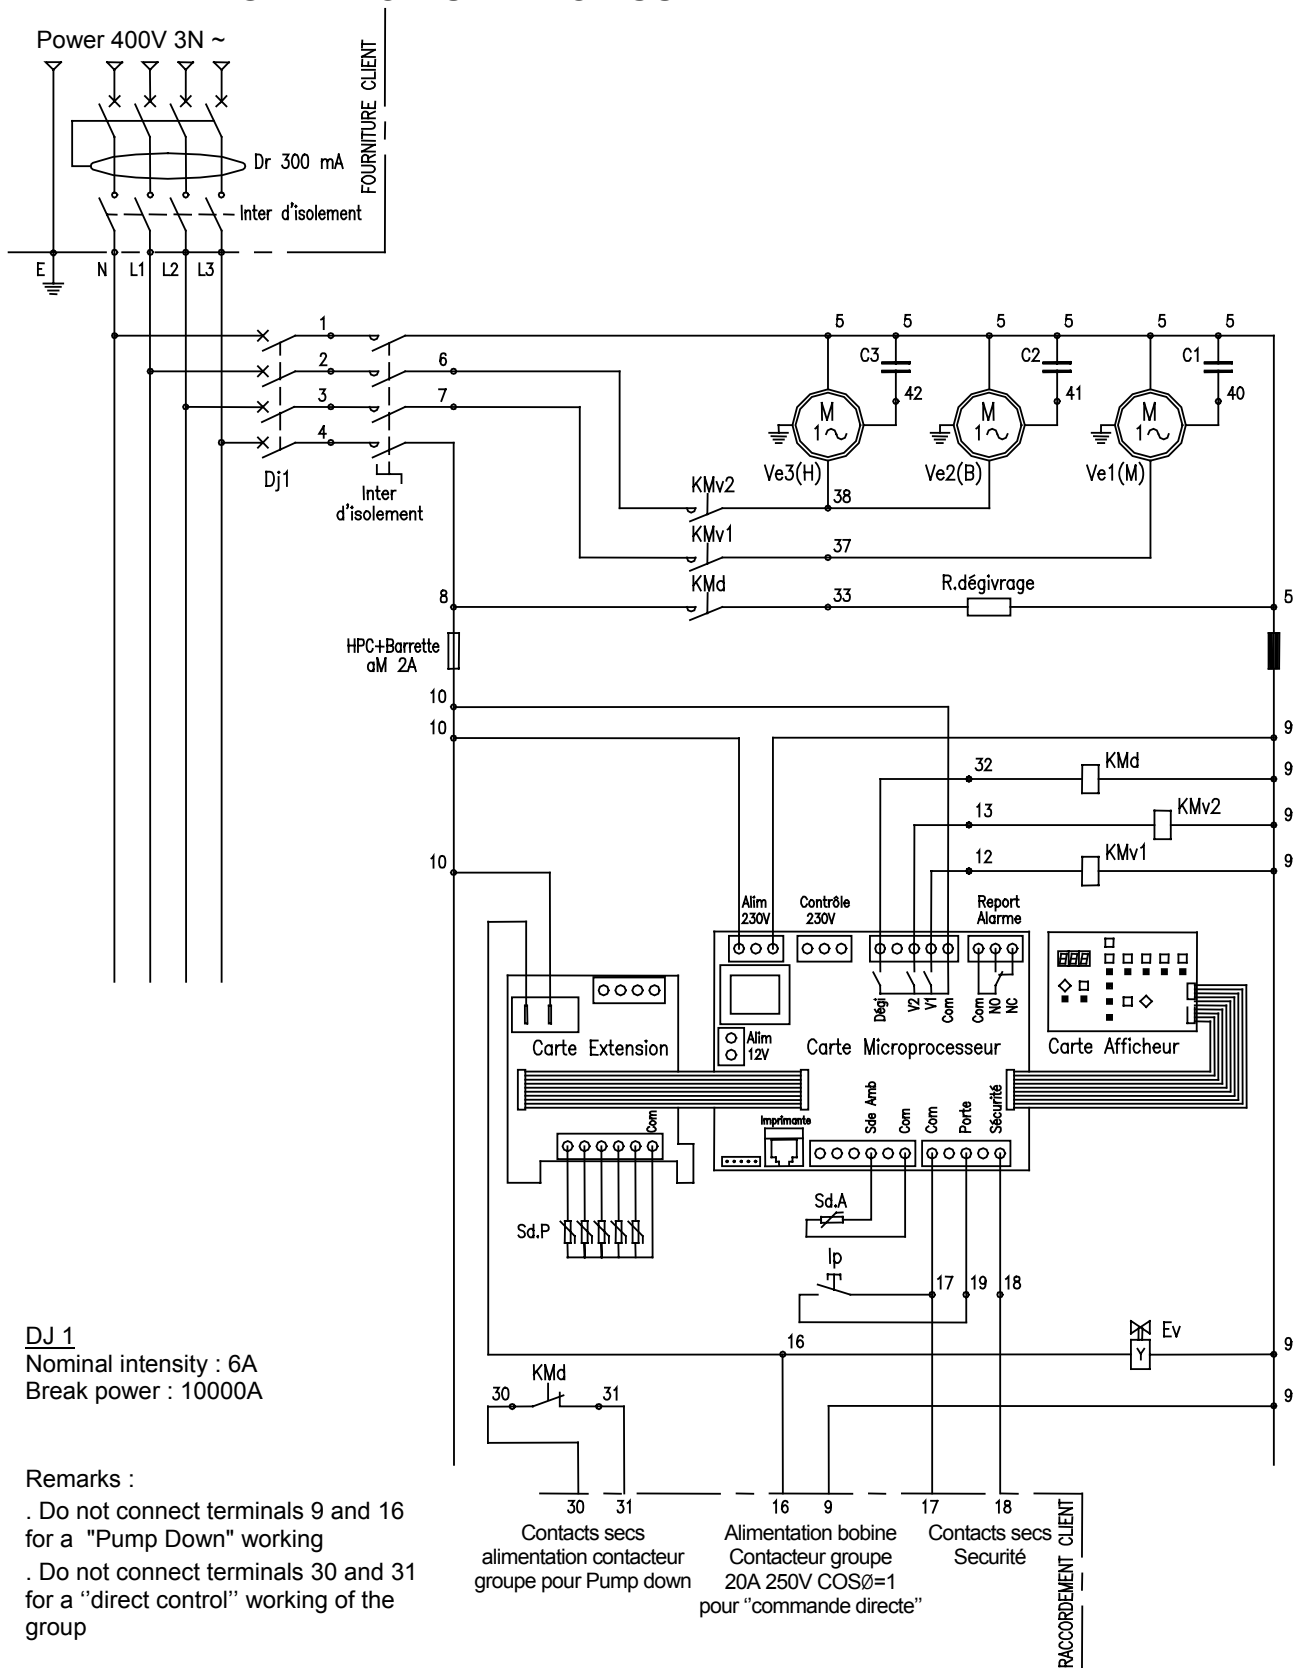 Power 400V 3N ~
FOURNITURE CLIENT
Dr 300 mA
Inter d'isolement
E N L1 L2 L3
1 5 5 5 5 5 5
2 6 C3 C2 C1
3 7 42 41 40
4
M 1~ M 1~ M 1~
Dj1
Inter
d'isolement
Ve3(H) Ve2(B) Ve1(M)
KMv2 38
KMv1 37
KMd
8 33 R.dégivrage 5
HPC+Barrette
aM 2A
10
10 9
32 KMd 9
13 KMv2 9
10 12 KMv1 9
Alim
230V
Contrôle
230V
Report
Alarme
Dégi V2 V1 Com
Com NO NC
Alim
12V
Carte Extension
Carte Microprocesseur
Carte Afficheur
Com
Sde Amb Com Com Porte Sécurité
Imprimante
Sd.A
Sd.P
Ip
17 19 18
16 Ev 9
Y
DJ 1
Nominal intensity : 6A
Break power : 10000A
KMd
30 31 9
Remarks :
. Do not connect terminals 9 and 16
for a "Pump Down" working
. Do not connect terminals 30 and 31
for a ‘’direct control’’ working of the
group
30 31 16 9 17 18
Contacts secs
alimentation contacteur
groupe pour Pump down
Alimentation bobine
Contacteur groupe
20A 250V COSØ=1
pour ‘’commande directe’’
Contacts secs
Securité
RACCORDEMENT CLIENT